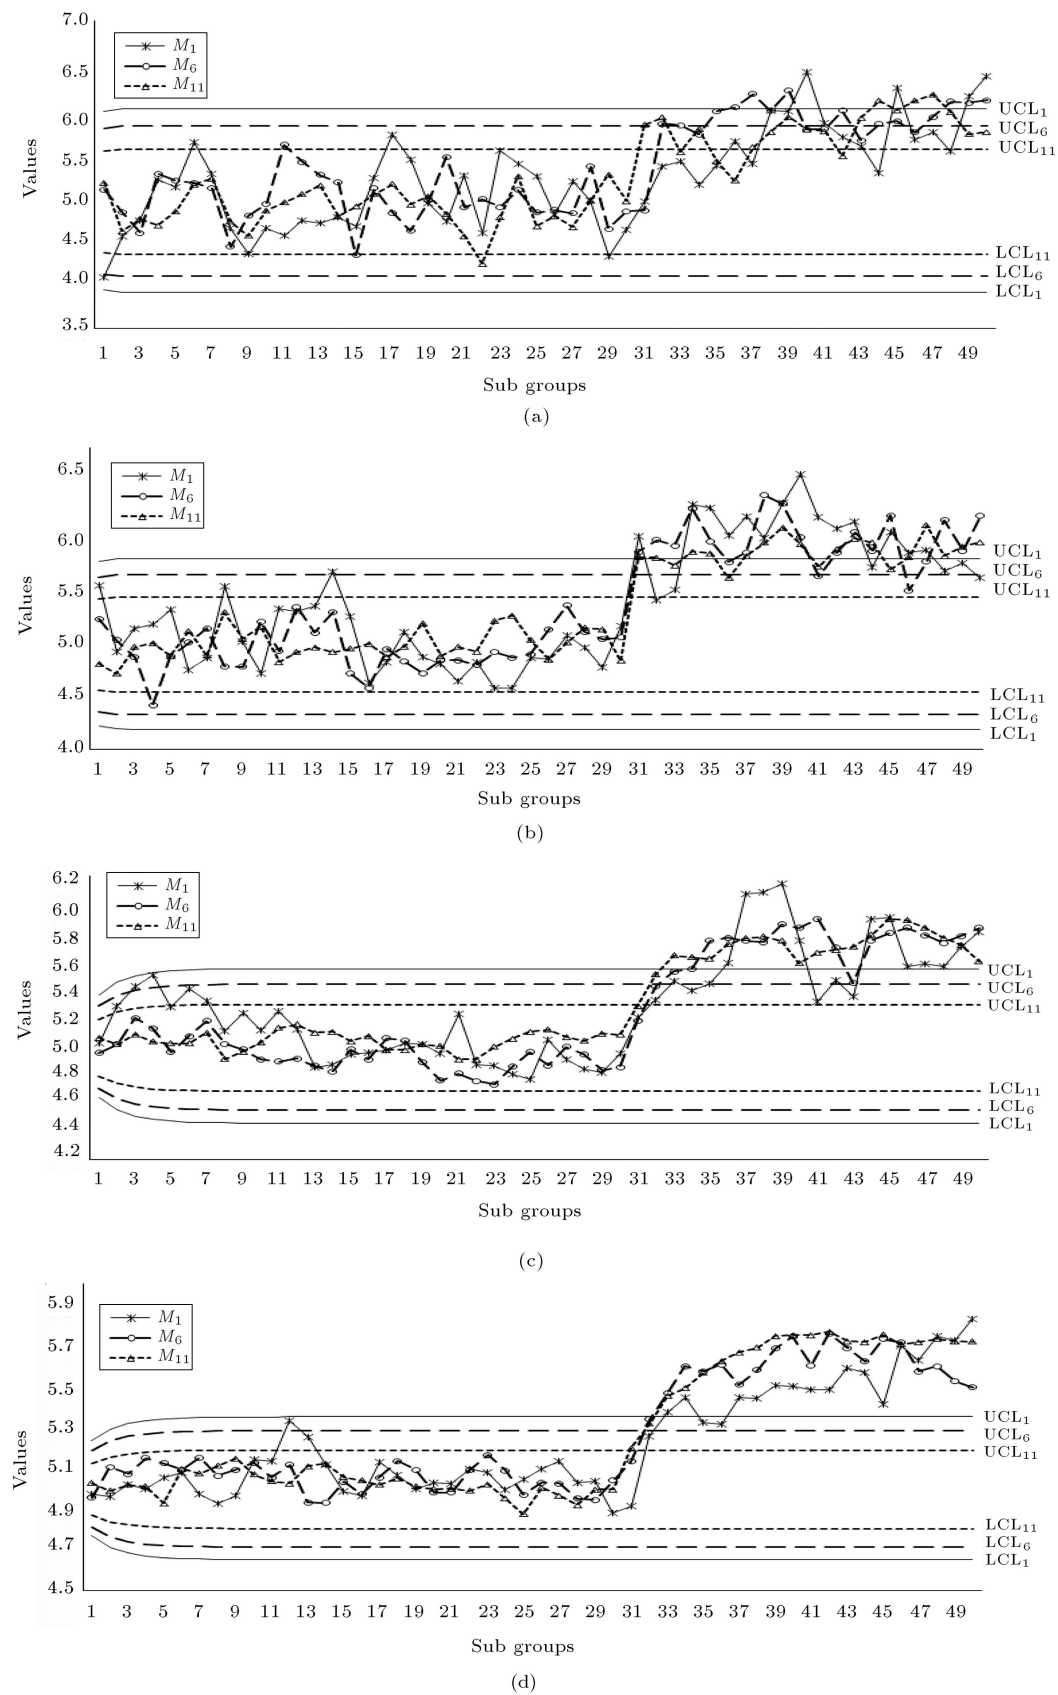 7.0
6.5
6.0
5.5
5.0
4.5
4.0
3.5
Values
M1
M6
M11
UCL1
UCL6
UCL11
LCL11
LCL6
LCL1
1 3 5 7 9 11 13 15 17 19 21 23 25 27 29 31 33 35 37 39 41 43 45 47 49
Sub groups
(a)
6.5
6.0
5.5
5.0
4.5
4.0
Values
M1
M6
M11
UCL1
UCL6
UCL11
LCL11
LCL6
LCL1
1 3 5 7 9 11 13 15 17 19 21 23 25 27 29 31 33 35 37 39 41 43 45 47 49
Sub groups
(b)
6.2
6.0
5.8
5.6
5.4
5.2
5.0
4.8
4.6
4.4
4.2
Values
M1
M6
M11
UCL1
UCL6
UCL11
LCL11
LCL6
LCL1
1 3 5 7 9 11 13 15 17 19 21 23 25 27 29 31 33 35 37 39 41 43 45 47 49
Sub groups
(c)
5.9
5.7
5.5
5.3
5.1
4.9
4.7
4.5
Values
M1
M6
M11
UCL1
UCL6
UCL11
LCL11
LCL6
LCL1
1 3 5 7 9 11 13 15 17 19 21 23 25 27 29 31 33 35 37 39 41 43 45 47 49
Sub groups
(d)